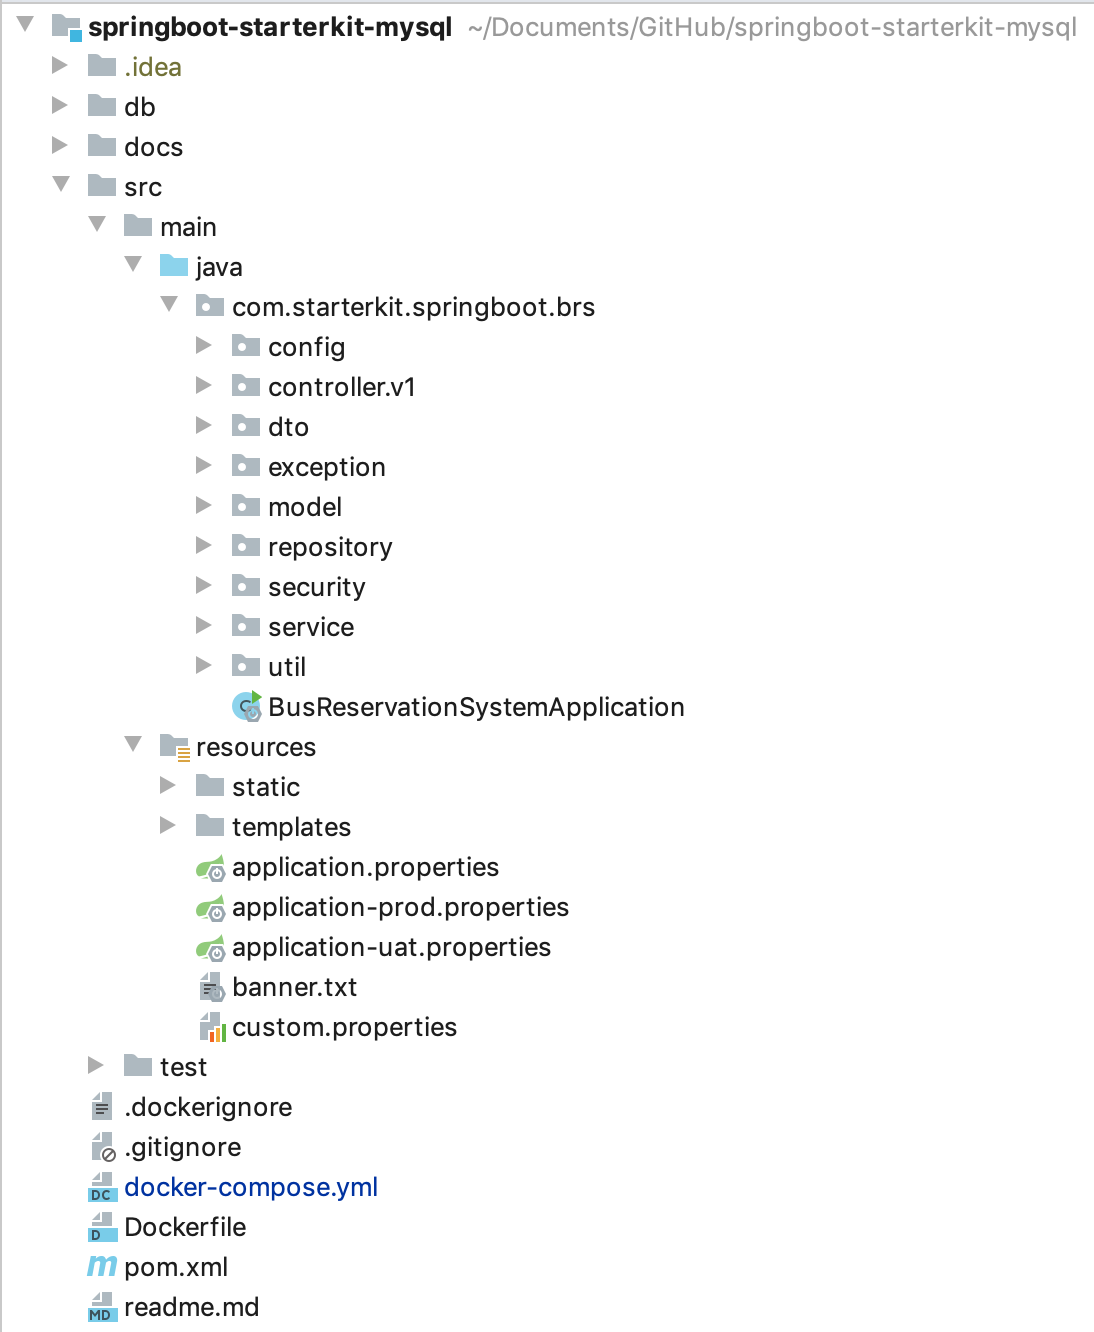 springboot-starterkit-mysql ~/Documents/GitHub/springboot-starterkit-mysql
.idea
db
docs
src
main
java
com.starterkit.springboot.brs
config
controller.v1
dto
exception
model
repository
security
service
util
C BusReservationSystemApplication
resources
static
templates
application.properties
application-prod.properties
application-uat.properties
banner.txt
custom.properties
test
.dockerignore
.gitignore
DC docker-compose.yml
D Dockerfile
m pom.xml
MD readme.md